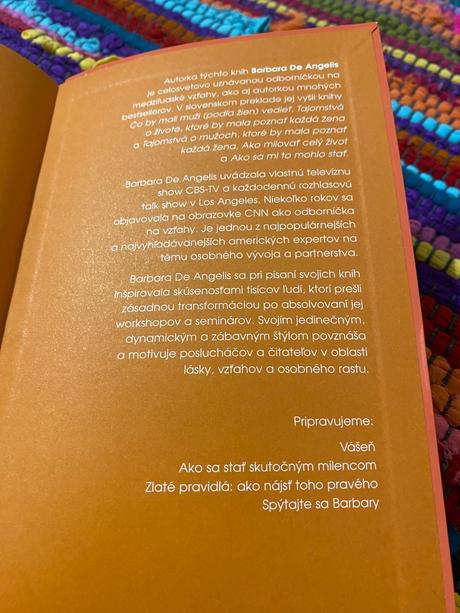 Autorka týchto kníh Barbara De Angelis
je celosvetovo uznávanou odborníčkou na
medziľudské vzťahy, ako aj autorkou mnohých
bestsellerov. V slovenskom preklade jej vyšli knihy
Čo by mali muži (podľa žien) vedieť, Tajomstvá
o živote, ktoré by mala poznať každá žena
a Tajomstvá o mužoch, ktoré by mala poznať
každá žena, Ako milovať celý život
a Ako sa mi to mohlo stať.
Barbara De Angelis uvádzala vlastnú televíznu
show CBS-TV a každodennú rozhlasovú
talk show v Los Angeles. Niekoľko rokov sa
objavovala na obrazovke CNN ako odborníčka
na vzťahy. Je jednou z najpopulárnejších
a najvyhľadávanejších amerických expertov na
tému osobného vývoja a partnerstva.
Barbara De Angelis sa pri písaní svojich kníh
inšpirovala skúsenosťami tisícov ľudí, ktorí prešli
zásadnou transformáciou po absolvovaní jej
workshopov a seminárov. Svojím jedinečným,
dynamickým a zábavným štýlom povznáša
a motivuje poslucháčov a čitateľov v oblasti
lásky, vzťahov a osobného rastu.
Pripravujeme:
Vášeň
Ako sa stať skutočným milencom
Zlaté pravidlá: ako nájsť toho pravého
Spýtajte sa Barbary